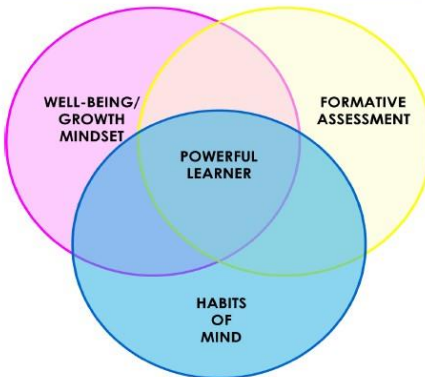 WELL-BEING/
GROWTH
MINDSET
FORMATIVE
ASSESSMENT
POWERFUL
LEARNER
HABITS
OF
MIND